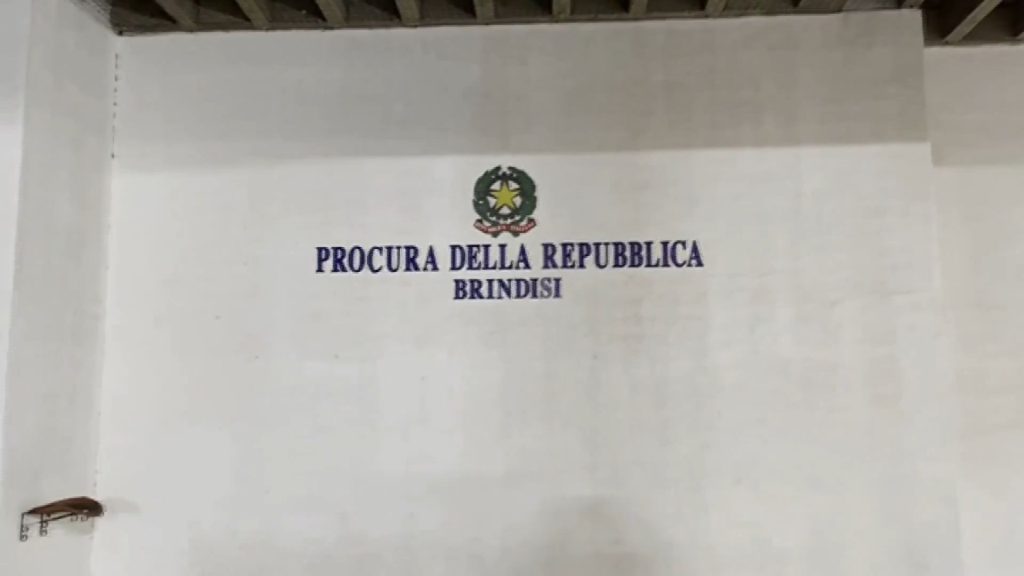 PROCURA DELLA REPUBBLICA
BRINDISI